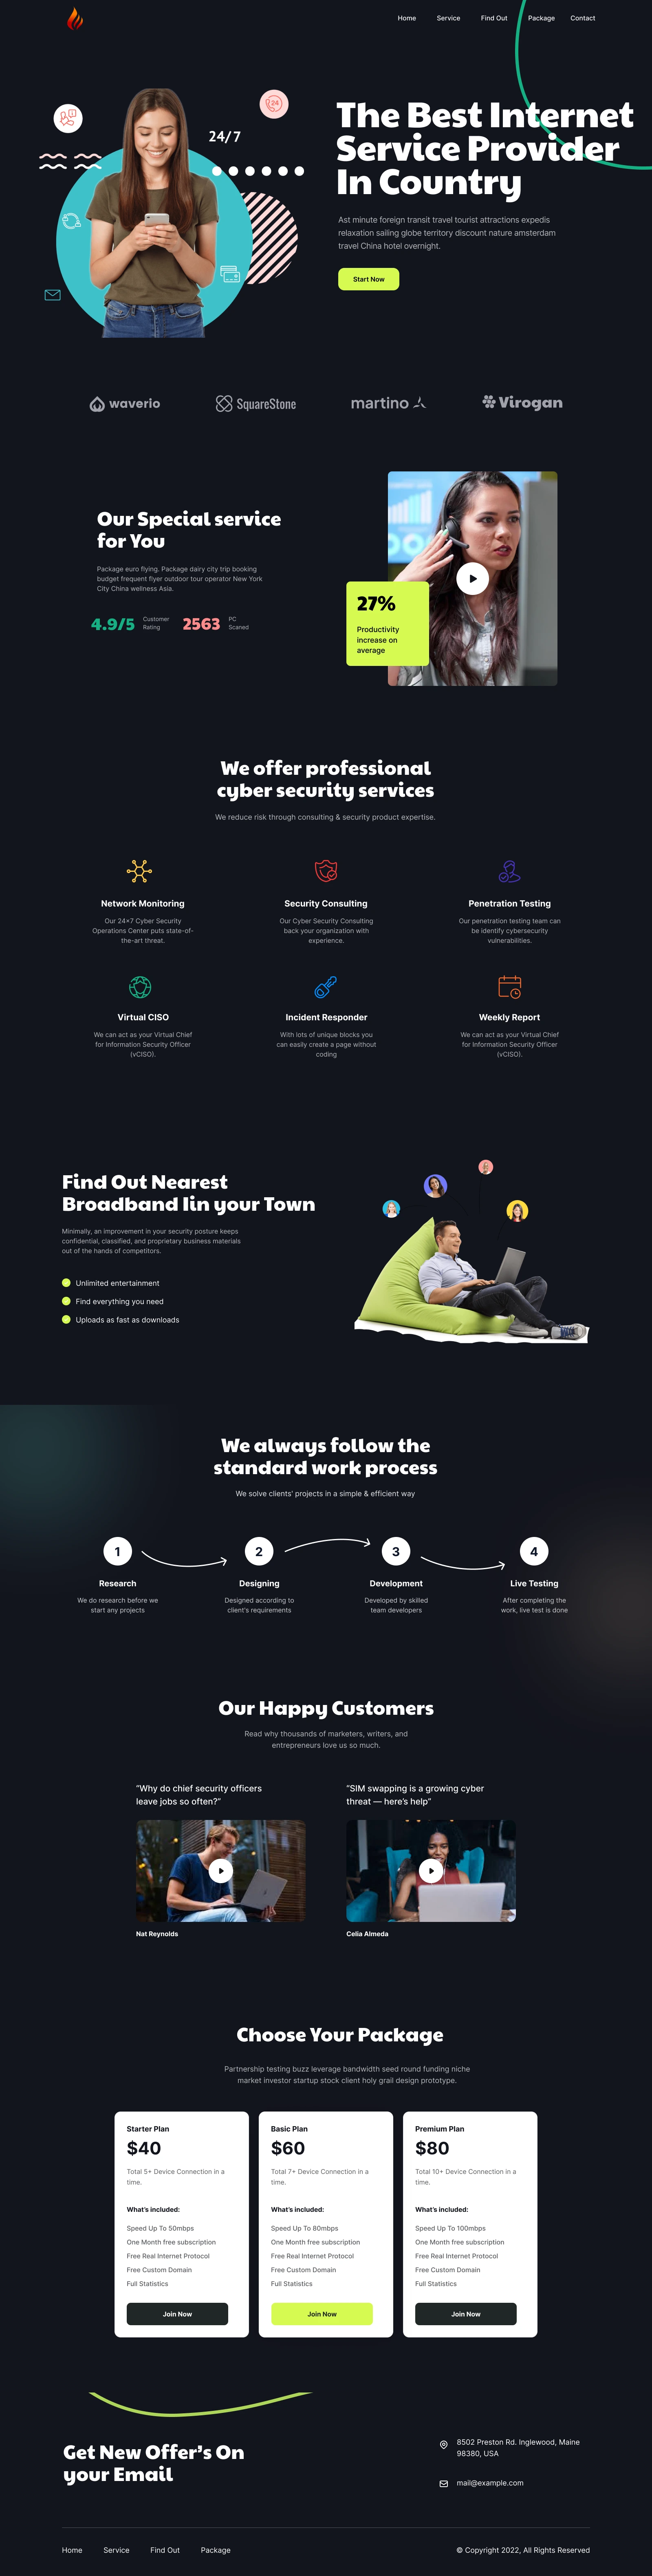 Home Service Find Out Package Contact
24/7
24
The Best Internet
Service Provider
In Country
Ast minute foreign transit travel tourist attractions expedis
relaxation sailing globe territory discount nature amsterdam
travel China hotel overnight.
Start Now
waverio SquareStone martino Virogan
Our Special service
for You
Package euro flying. Package dairy city trip booking
budget frequent flyer outdoor tour operator New York
City China wellness Asia.
4.9/5 Customer
Rating
2563 PC
Scaned
27%
Productivity
increase on
average
We offer professional
cyber security services
We reduce risk through consulting & security product expertise.
Network Monitoring
Our 24×7 Cyber Security
Operations Center puts state-of-
the-art threat.
Security Consulting
Our Cyber Security Consulting
back your organization with
experience.
Penetration Testing
Our penetration testing team can
be identify cybersecurity
vulnerabilities.
Virtual CISO
We can act as your Virtual Chief
for Information Security Officer
(vCISO).
Incident Responder
With lots of unique blocks you
can easily create a page without
coding
Weekly Report
We can act as your Virtual Chief
for Information Security Officer
(vCISO).
Find Out Nearest
Broadband Iin your Town
Minimally, an improvement in your security posture keeps
confidential, classified, and proprietary business materials
out of the hands of competitors.
Unlimited entertainment
Find everything you need
Uploads as fast as downloads
We always follow the
standard work process
We solve clients' projects in a simple & efficient way
1
Research
We do research before we
start any projects
2
Designing
Designed according to
client's requirements
3
Development
Developed by skilled
team developers
4
Live Testing
After completing the
work, live test is done
Our Happy Customers
Read why thousands of marketers, writers, and
entrepreneurs love us so much.
“Why do chief security officers
leave jobs so often?”
Nat Reynolds
“SIM swapping is a growing cyber
threat — here’s help”
Celia Almeda
Choose Your Package
Partnership testing buzz leverage bandwidth seed round funding niche
market investor startup stock client holy grail design prototype.
Starter Plan
$40
Total 5+ Device Connection in a
time.
What’s included:
Speed Up To 50mbps
One Month free subscription
Free Real Internet Protocol
Free Custom Domain
Full Statistics
Join Now
Basic Plan
$60
Total 7+ Device Connection in a
time.
What’s included:
Speed Up To 80mbps
One Month free subscription
Free Real Internet Protocol
Free Custom Domain
Full Statistics
Join Now
Premium Plan
$80
Total 10+ Device Connection in a
time.
What’s included:
Speed Up To 100mbps
One Month free subscription
Free Real Internet Protocol
Free Custom Domain
Full Statistics
Join Now
Get New Offer’s On
your Email
8502 Preston Rd. Inglewood, Maine
98380, USA
mail@example.com
Home Service Find Out Package
© Copyright 2022, All Rights Reserved